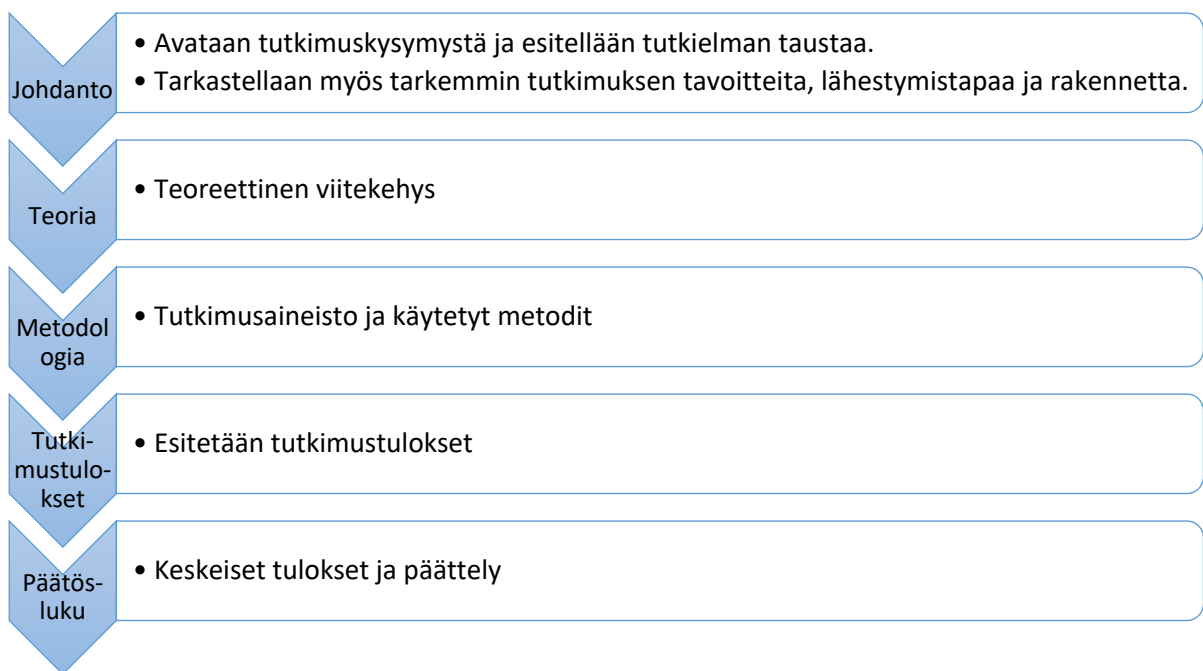 Johdanto
• Avataan tutkimuskysymystä ja esitellään tutkielman taustaa.
• Tarkastellaan myös tarkemmin tutkimuksen tavoitteita, lähestymistapaa ja rakennetta.
Teoria
• Teoreettinen viitekehys
Metodol
ogia
• Tutkimusaineisto ja käytetyt metodit
Tutki-
mustulo-
kset
• Esitetään tutkimustulokset
Päätös-
luku
• Keskeiset tulokset ja päättely